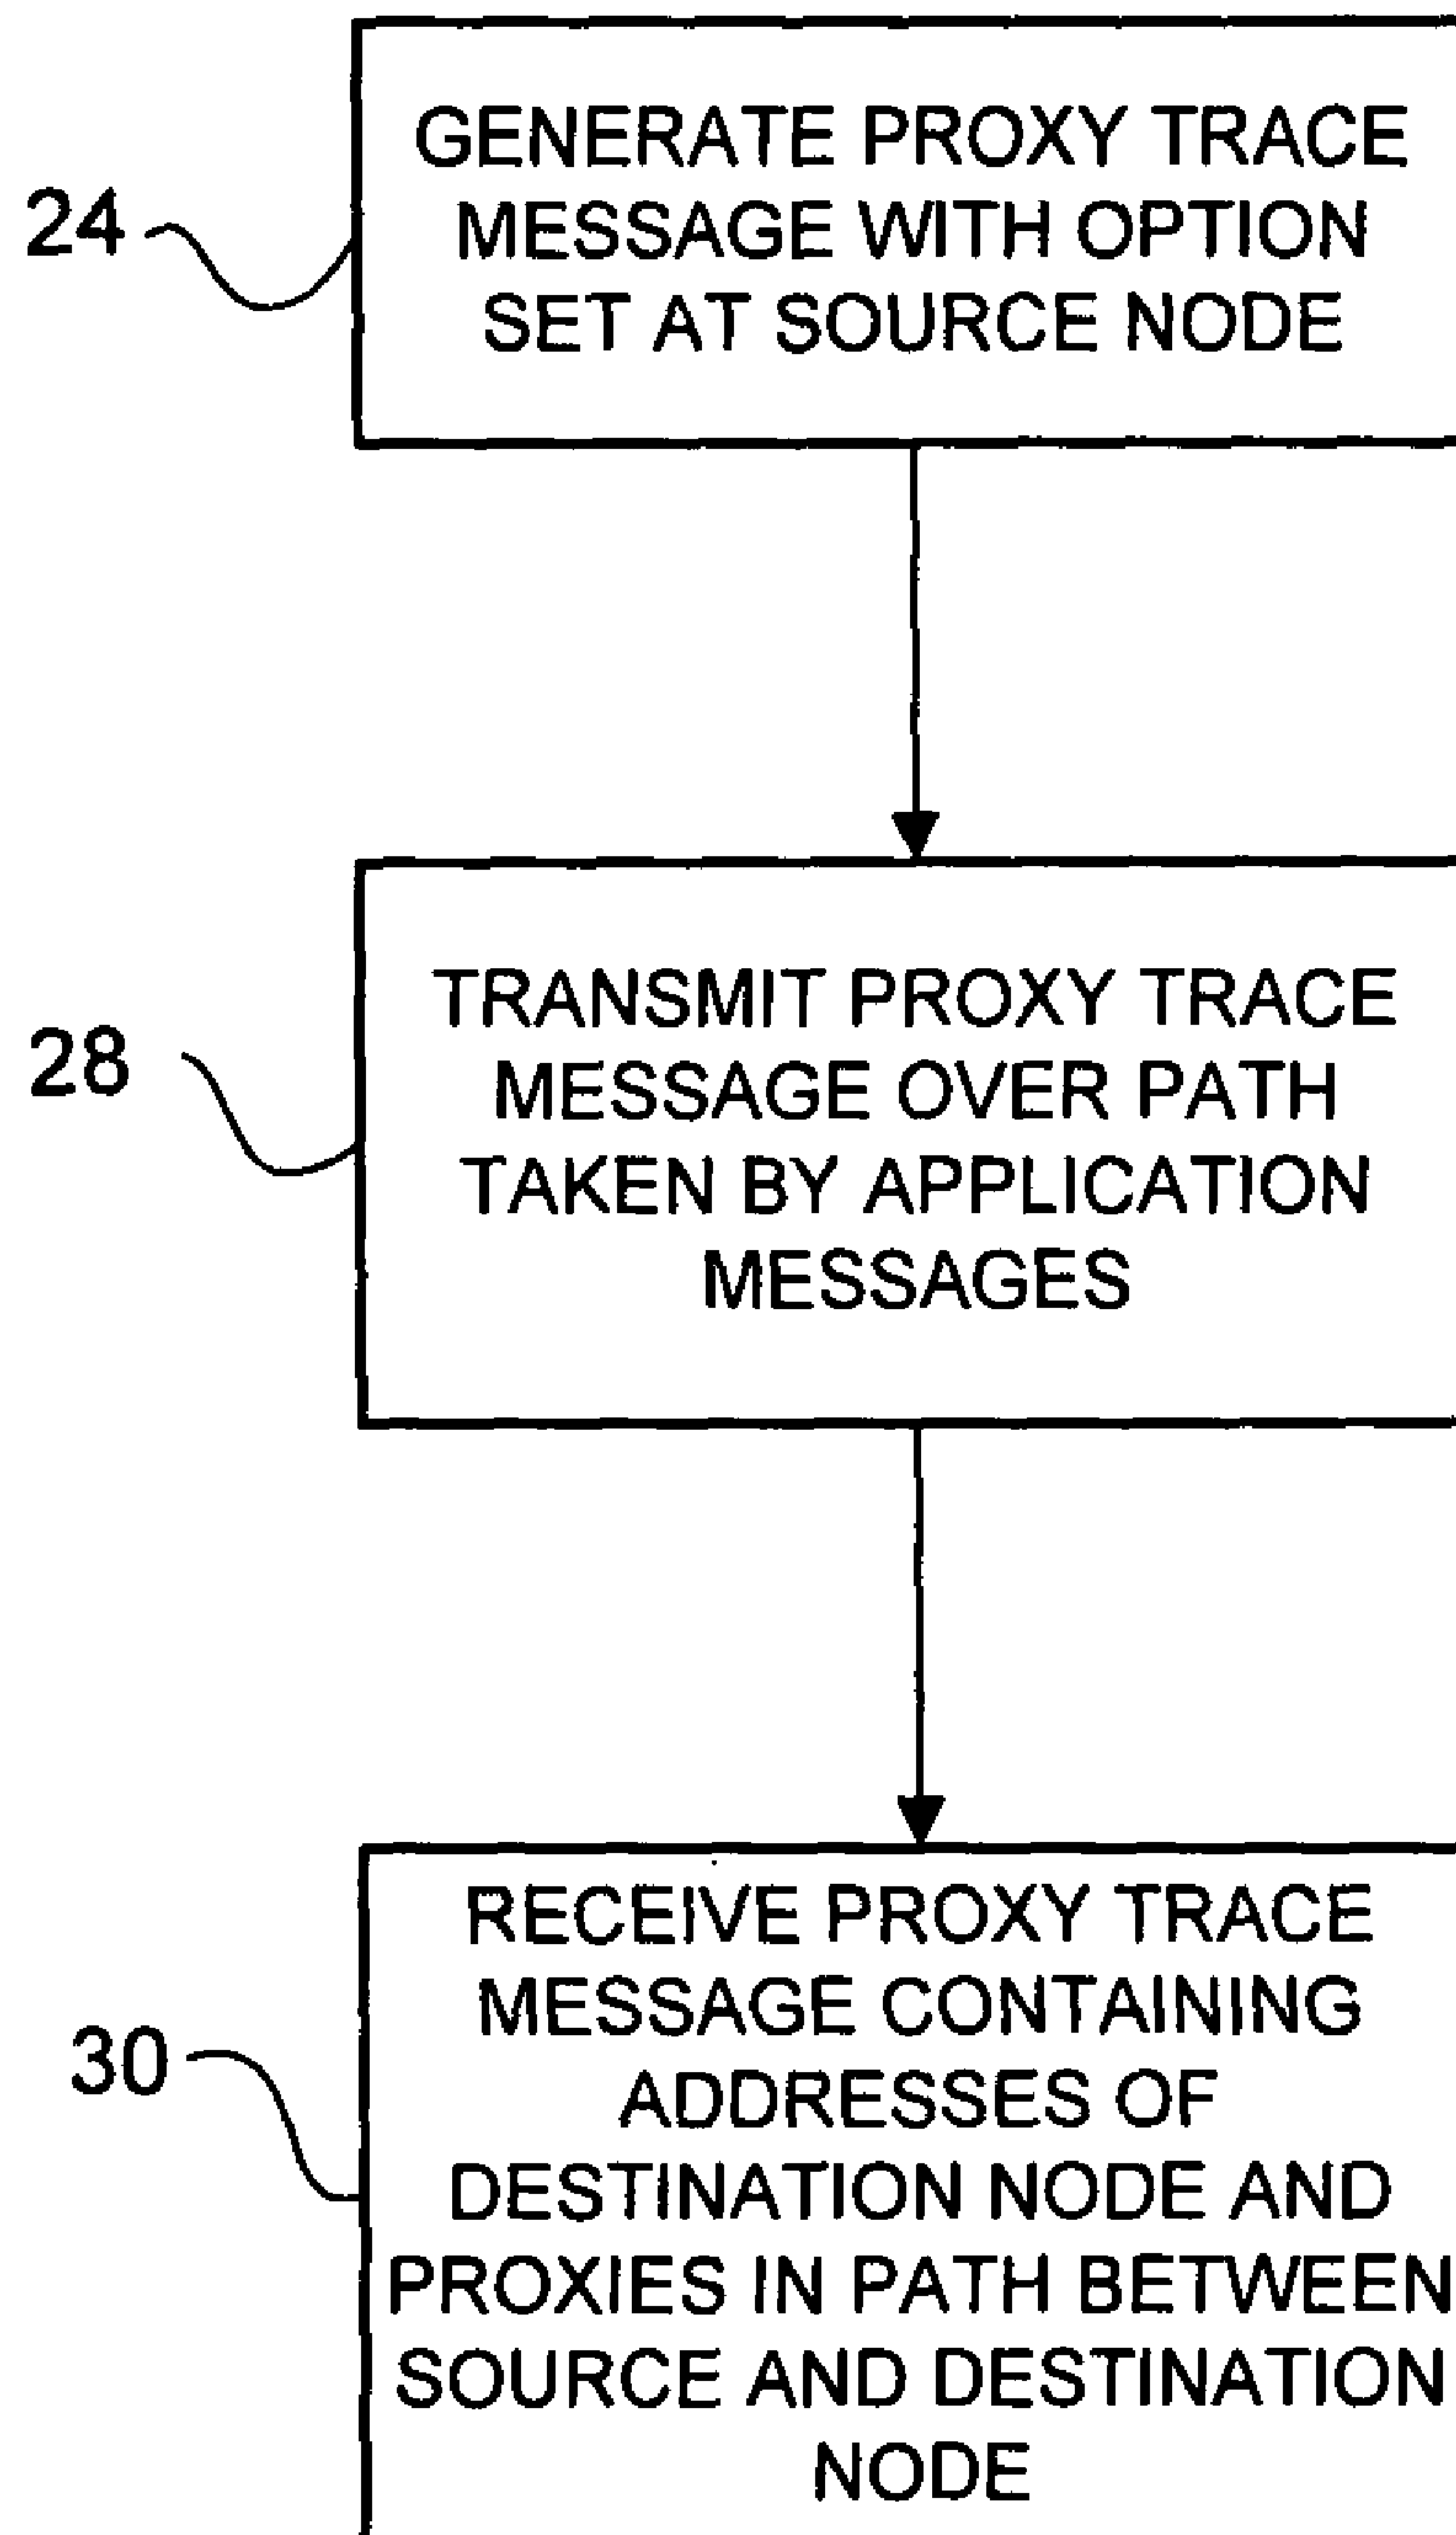 24
GENERATE PROXY TRACE
MESSAGE WITH OPTION
SET AT SOURCE NODE
28
TRANSMIT PROXY TRACE
MESSAGE OVER PATH
TAKEN BY APPLICATION
MESSAGES
30
RECEIVE PROXY TRACE
MESSAGE CONTAINING
ADDRESSES OF
DESTINATION NODE AND
PROXIES IN PATH BETWEEN
SOURCE AND DESTINATION
NODE